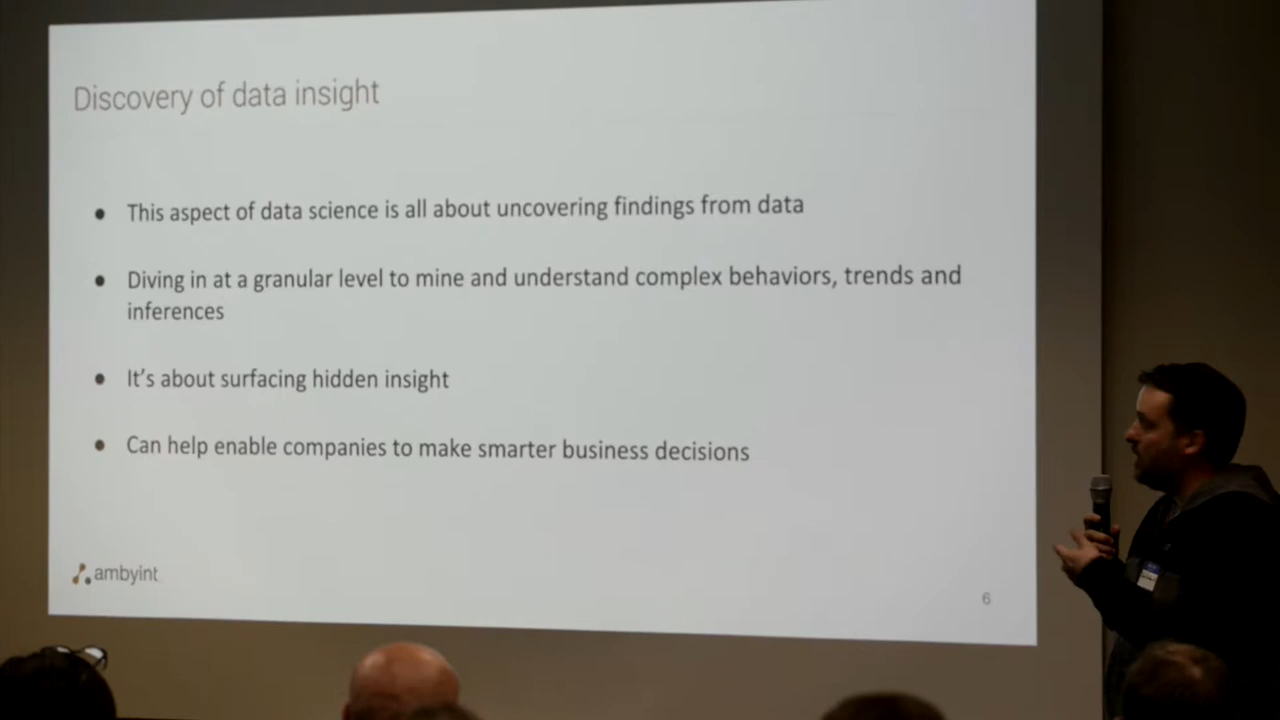 Discovery of data insight
● This aspect of data science is all about uncovering findings from data
● Diving in at a granular level to mine and understand complex behaviors, trends and
inferences
● It's about surfacing hidden insight
● Can help enable companies to make smarter business decisions
ambyint
6